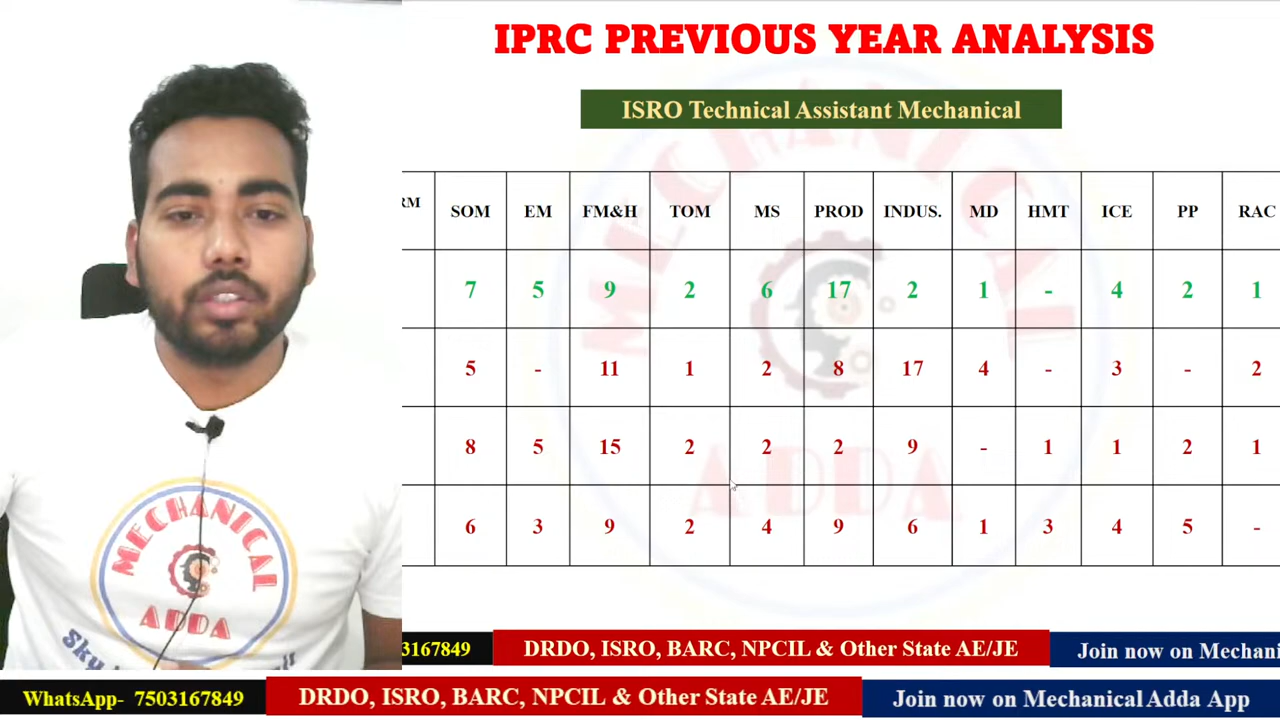 IPRC PREVIOUS YEAR ANALYSIS
ISRO Technical Assistant Mechanical
RM SOM EM FM&H TOM MS PROD INDUS. MD HMT ICE PP RAC
7 5 9 2 6 17 2 1 - 4 2 1
5 - 11 1 2 8 17 4 - 3 - 2
8 5 15 2 2 2 9 - 1 1 2 1
6 3 9 2 4 9 6 1 3 4 5 -
MECHANICAL
ADDA
MECHANICAL
ADDA
Sky
3167849 DRDO, ISRO, BARC, NPCIL & Other State AE/JE Join now on Mechani
WhatsApp- 7503167849 DRDO, ISRO, BARC, NPCIL & Other State AE/JE Join now on Mechanical Adda App